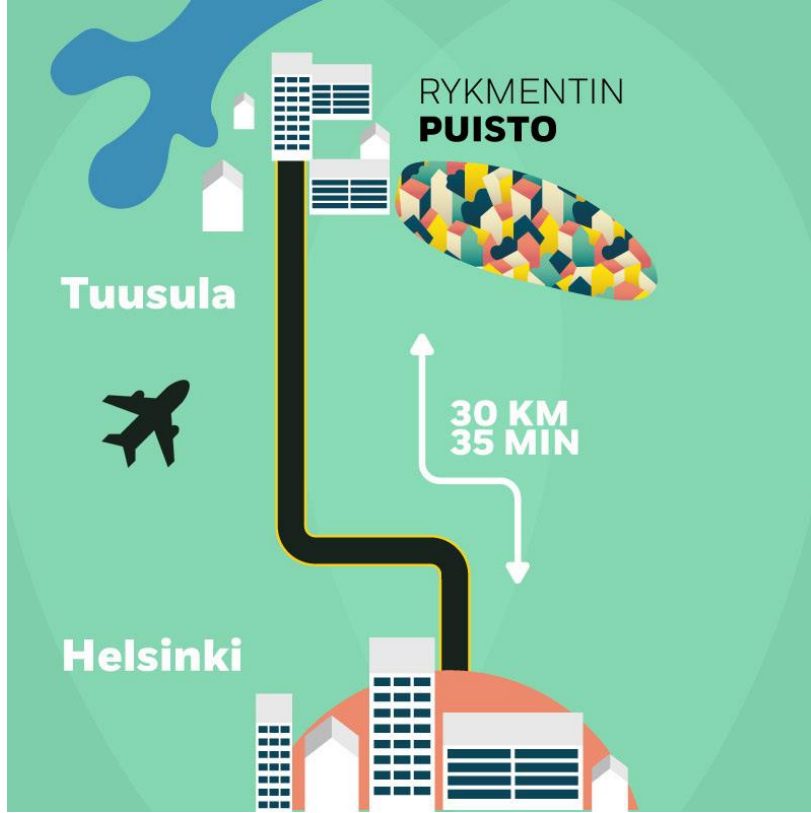 RYKMENTIN
PUISTO
Tuusula
30 KM
35 MIN
Helsinki